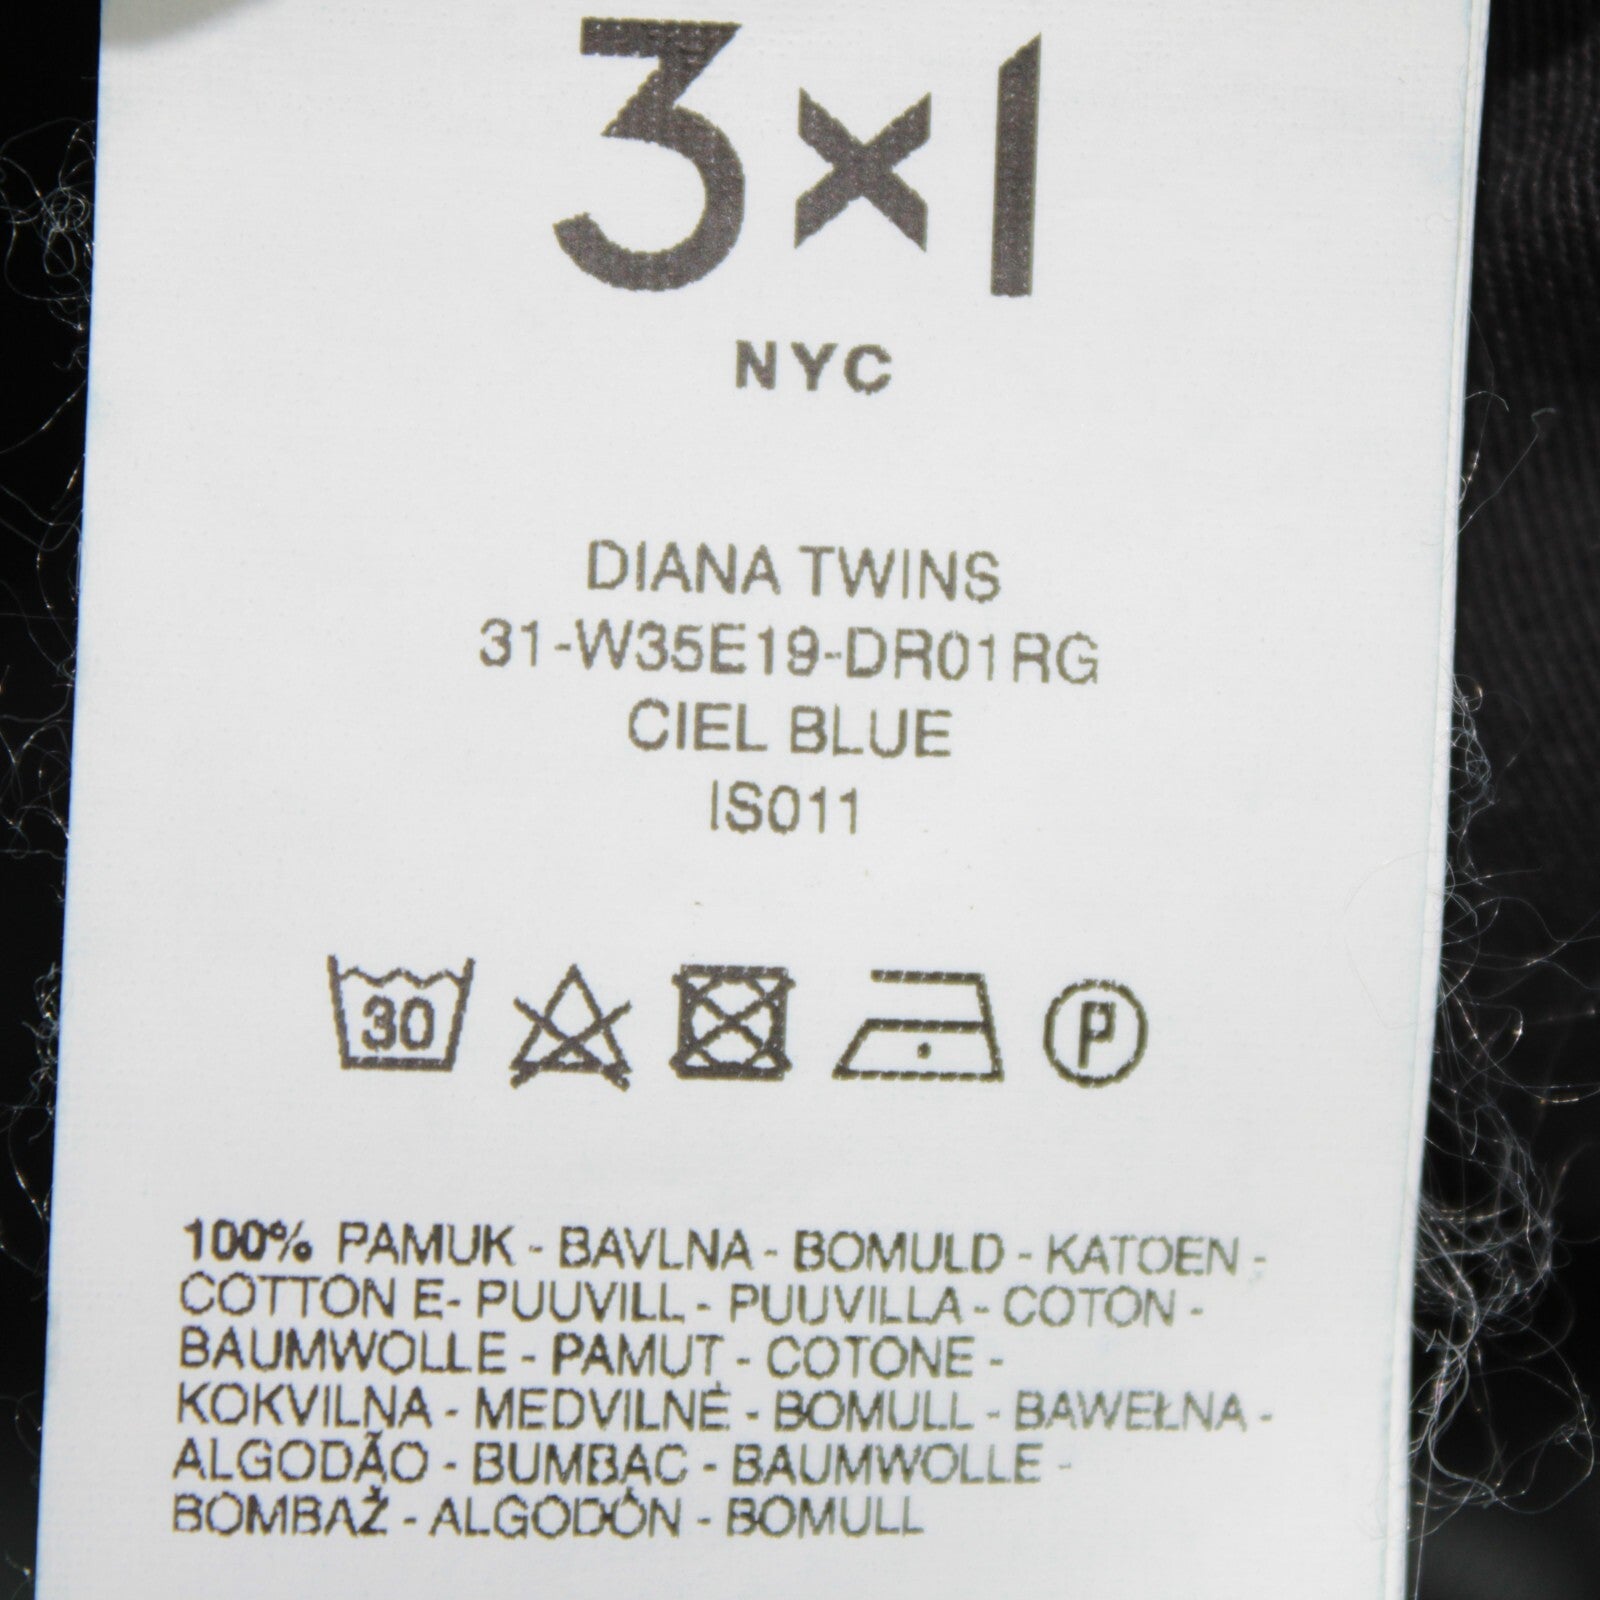 3x1
NYC
DIANA TWINS
31-W35E19-DR01RG
CIEL BLUE
IS011
30 P
100% PAMUK - BAVLNA - BOMULD - KATOEN -
COTTON E- PUUVILL - PUUVILLA - COTON -
BAUMWOLLE - PAMUT - COTONE -
KOKVILŅA - MEDVILNĖ - BOMULL - BAWEŁNA -
ALGODÃO - BUMBAC - BAUMWOLLE -
BOMBAŽ - ALGODÓN - BOMULL